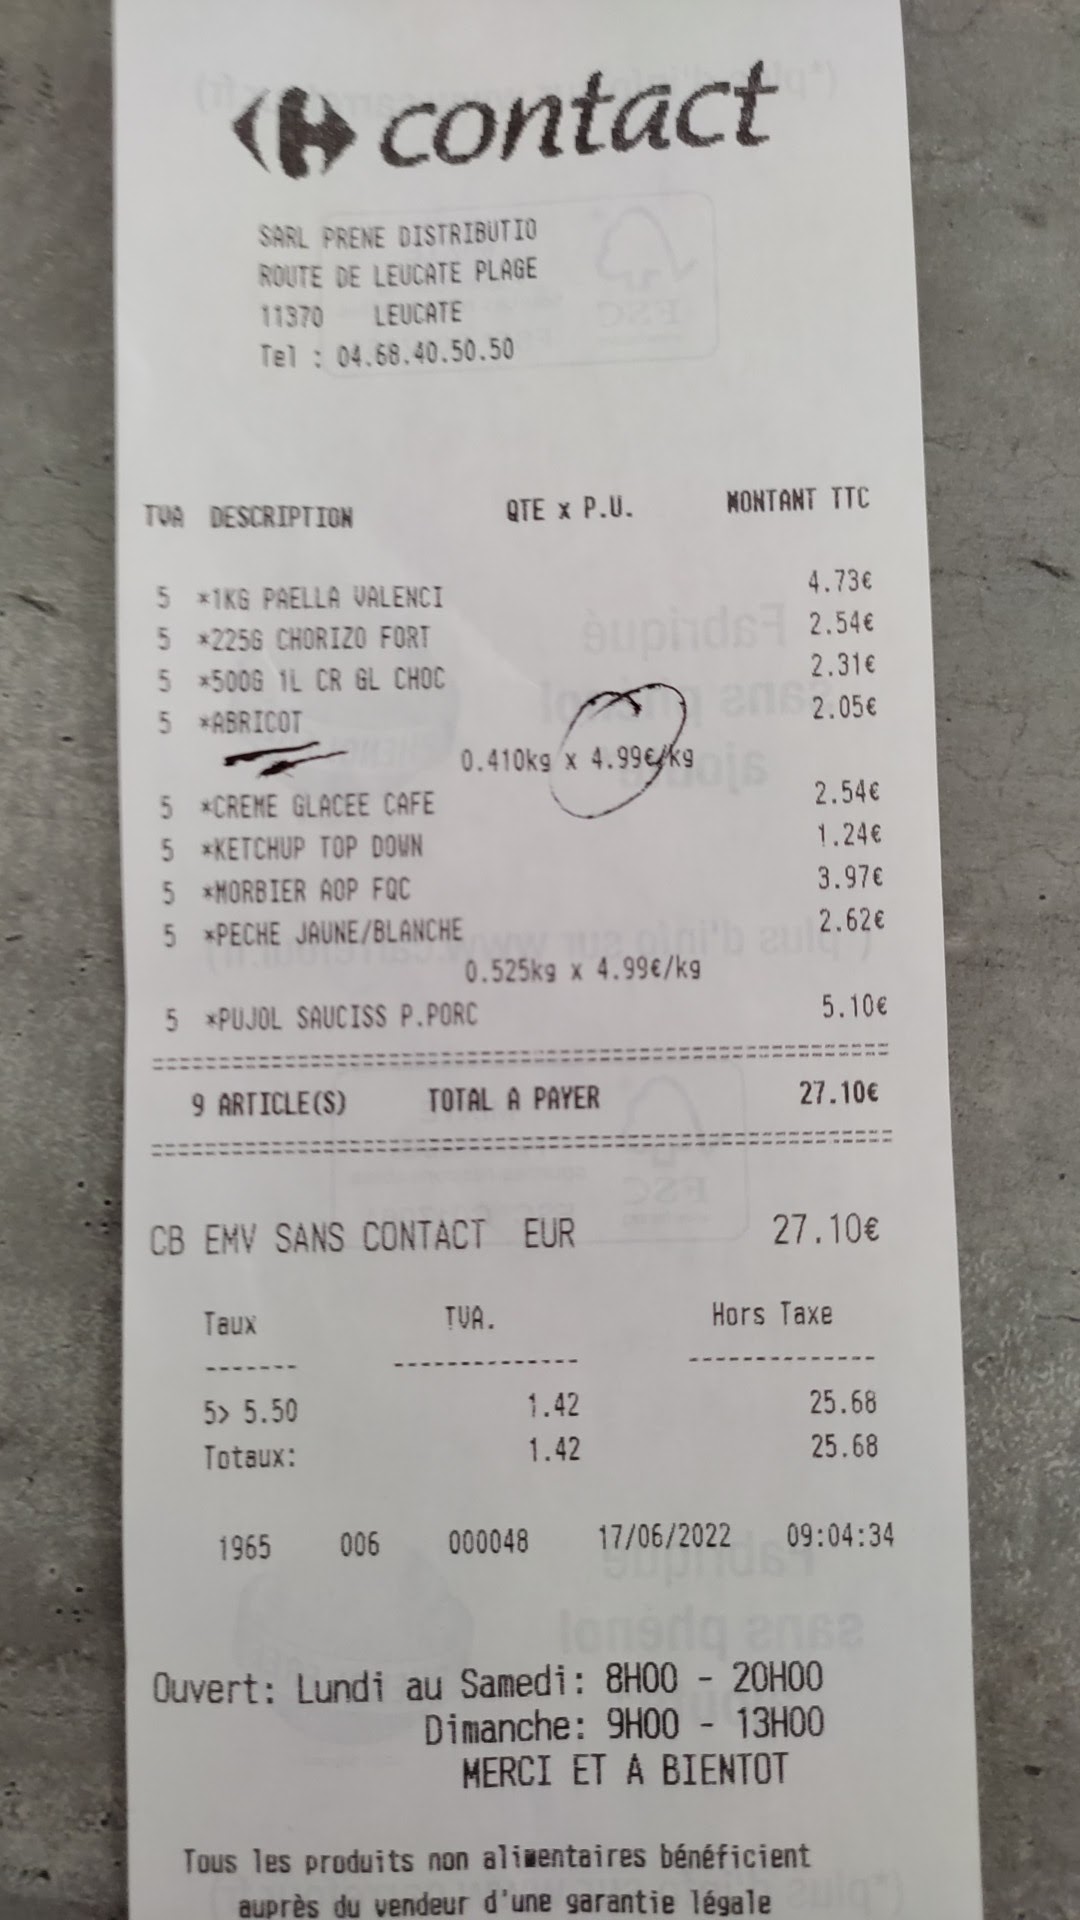 contact
SARL PRENE DISTRIBUTIO
ROUTE DE LEUCATE PLAGE
11370 LEUCATE
Tel : 04.68.40.50.50
TVA DESCRIPTION QTE x P.U. MONTANT TTC
5 *1KG PAELLA VALENCI 4.73€
5 *225G CHORIZO FORT 2.54€
5 *500G 1L CR GL CHOC 2.31€
5 *ABRICOT 2.05€
0.410kg x 4.99€/kg
5 *CREME GLACEE CAFE 2.54€
5 *KETCHUP TOP DOWN 1.24€
5 *MORBIER AOP FQC 3.97€
5 *PECHE JAUNE/BLANCHE 2.62€
0.525kg x 4.99€/kg
5 *PUJOL SAUCISS P.PORC 5.10€
9 ARTICLE(S) TOTAL A PAYER 27.10€
CB EMV SANS CONTACT EUR 27.10€
Taux TVA. Hors Taxe
5> 5.50 1.42 25.68
Totaux: 1.42 25.68
1965 006 000048 17/06/2022 09:04:34
Ouvert: Lundi au Samedi: 8H00 - 20H00
Dimanche: 9H00 - 13H00
MERCI ET A BIENTOT
Tous les produits non alimentaires bénéficient
auprès du vendeur d'une garantie légale